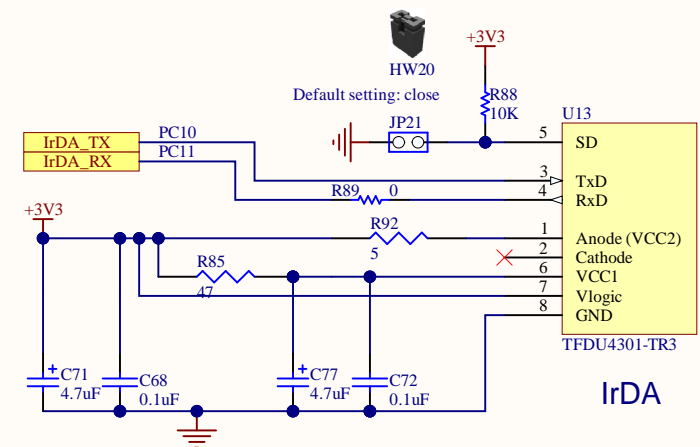 +3V3
HW20
Default setting: close
R88
10K
U13
JP21
5
SD
IrDA_TX
PC10
3
TxD
IrDA_RX
PC11
4
RxD
R89
0
+3V3
R92
5
1
Anode (VCC2)
2
Cathode
R85
47
6
VCC1
7
Vlogic
8
GND
TFDU4301-TR3
C71
4.7uF
C68
0.1uF
C77
4.7uF
C72
0.1uF
IrDA